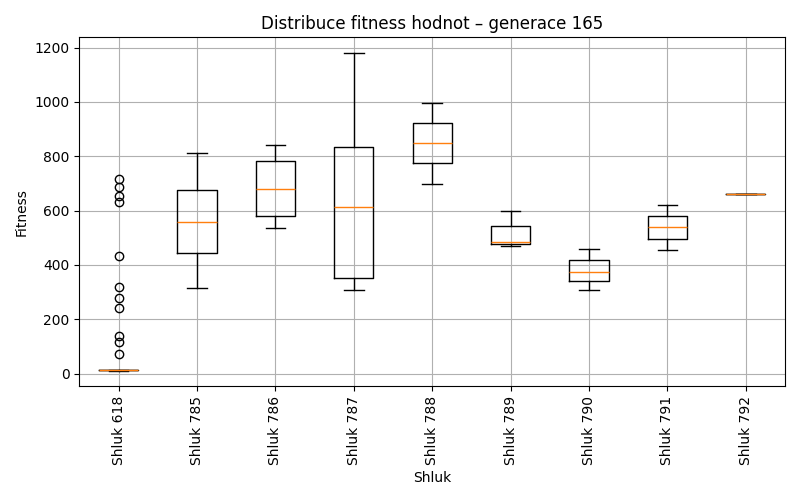 Distribuce fitness hodnot – generace 165
Fitness
1200
1000
800
600
400
200
0
Shluk 618
Shluk 785
Shluk 786
Shluk 787
Shluk 788
Shluk 789
Shluk 790
Shluk 791
Shluk 792
Shluk